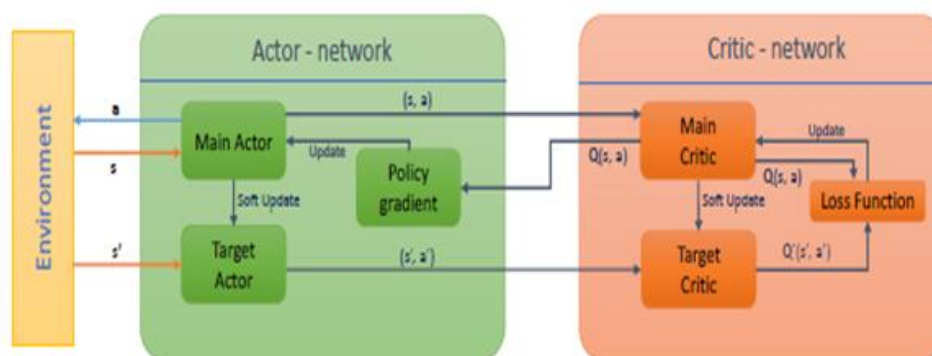 Actor - network
Critic - network
Environment
a
s
s'
Main Actor
Update
Policy
gradient
Soft Update
Target
Actor
(s, a)
Q(s, a)
(s', a')
Main
Critic
Update
Q(s, a)
Loss Function
Soft Update
Target
Critic
Q'(s', a')